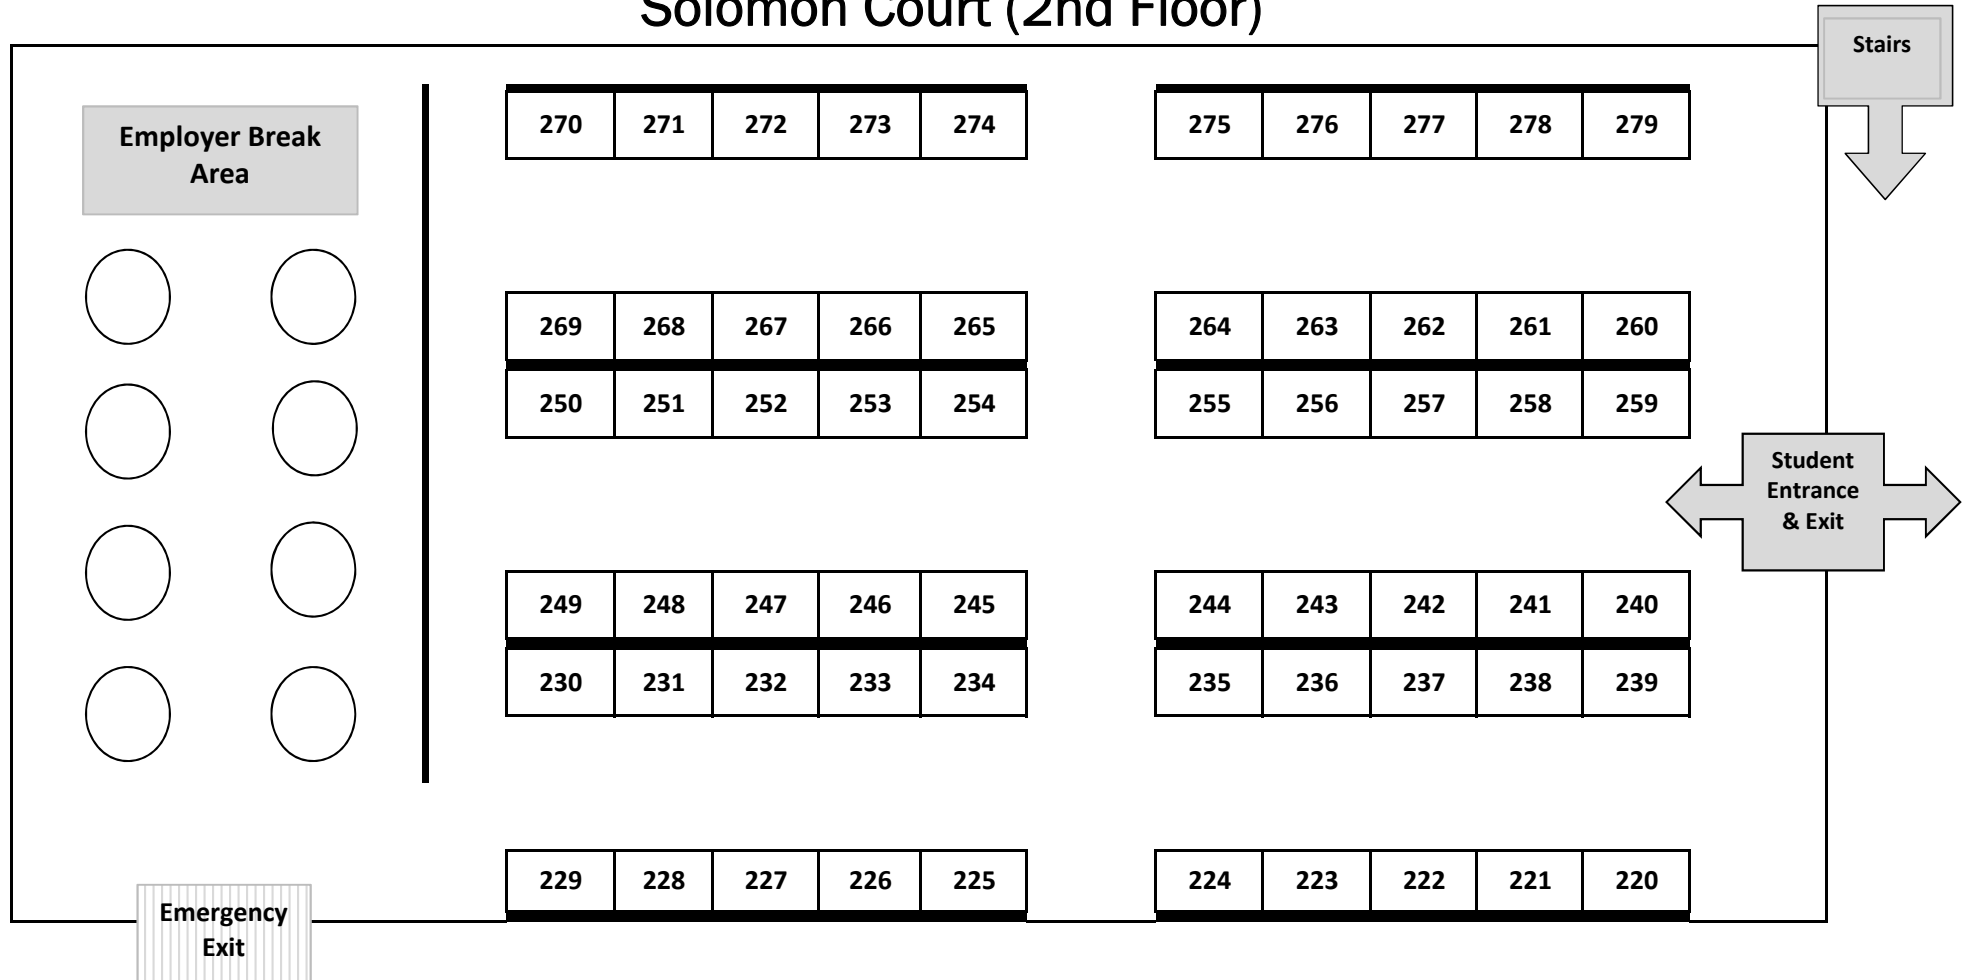 Solomon Court (2nd Floor)
Stairs
Employer Break
Area
270 271 272 273 274 275 276 277 278 279
269 268 267 266 265 264 263 262 261 260
250 251 252 253 254 255 256 257 258 259
Student
Entrance
& Exit
249 248 247 246 245 244 243 242 241 240
230 231 232 233 234 235 236 237 238 239
229 228 227 226 225 224 223 222 221 220
Emergency
Exit